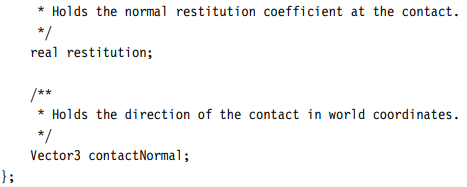 * Holds the normal restitution coefficient at the contact.
*/
real restitution;
/**
* Holds the direction of the contact in world coordinates.
*/
Vector3 contactNormal;
};